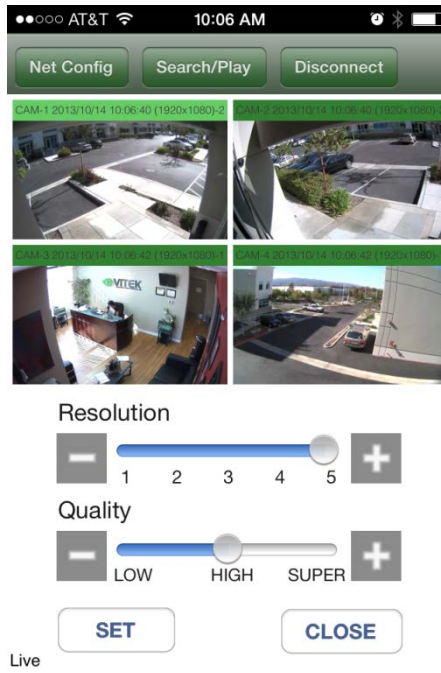 AT&T 10:06 AM
Net Config Search/Play Disconnect
CAM-1 2013/10/14 10:06:40 (1920x1080)-2
CAM-2 2013/10/14 10:06:40 (1920x1080)-
CAM-3 2013/10/14 10:06:42 (1920x1080)-1
CAM-4 2013/10/14 10:06:42 (1920x1080)-
VITEK
Resolution
1 2 3 4 5
Quality
LOW HIGH SUPER
SET CLOSE
Live